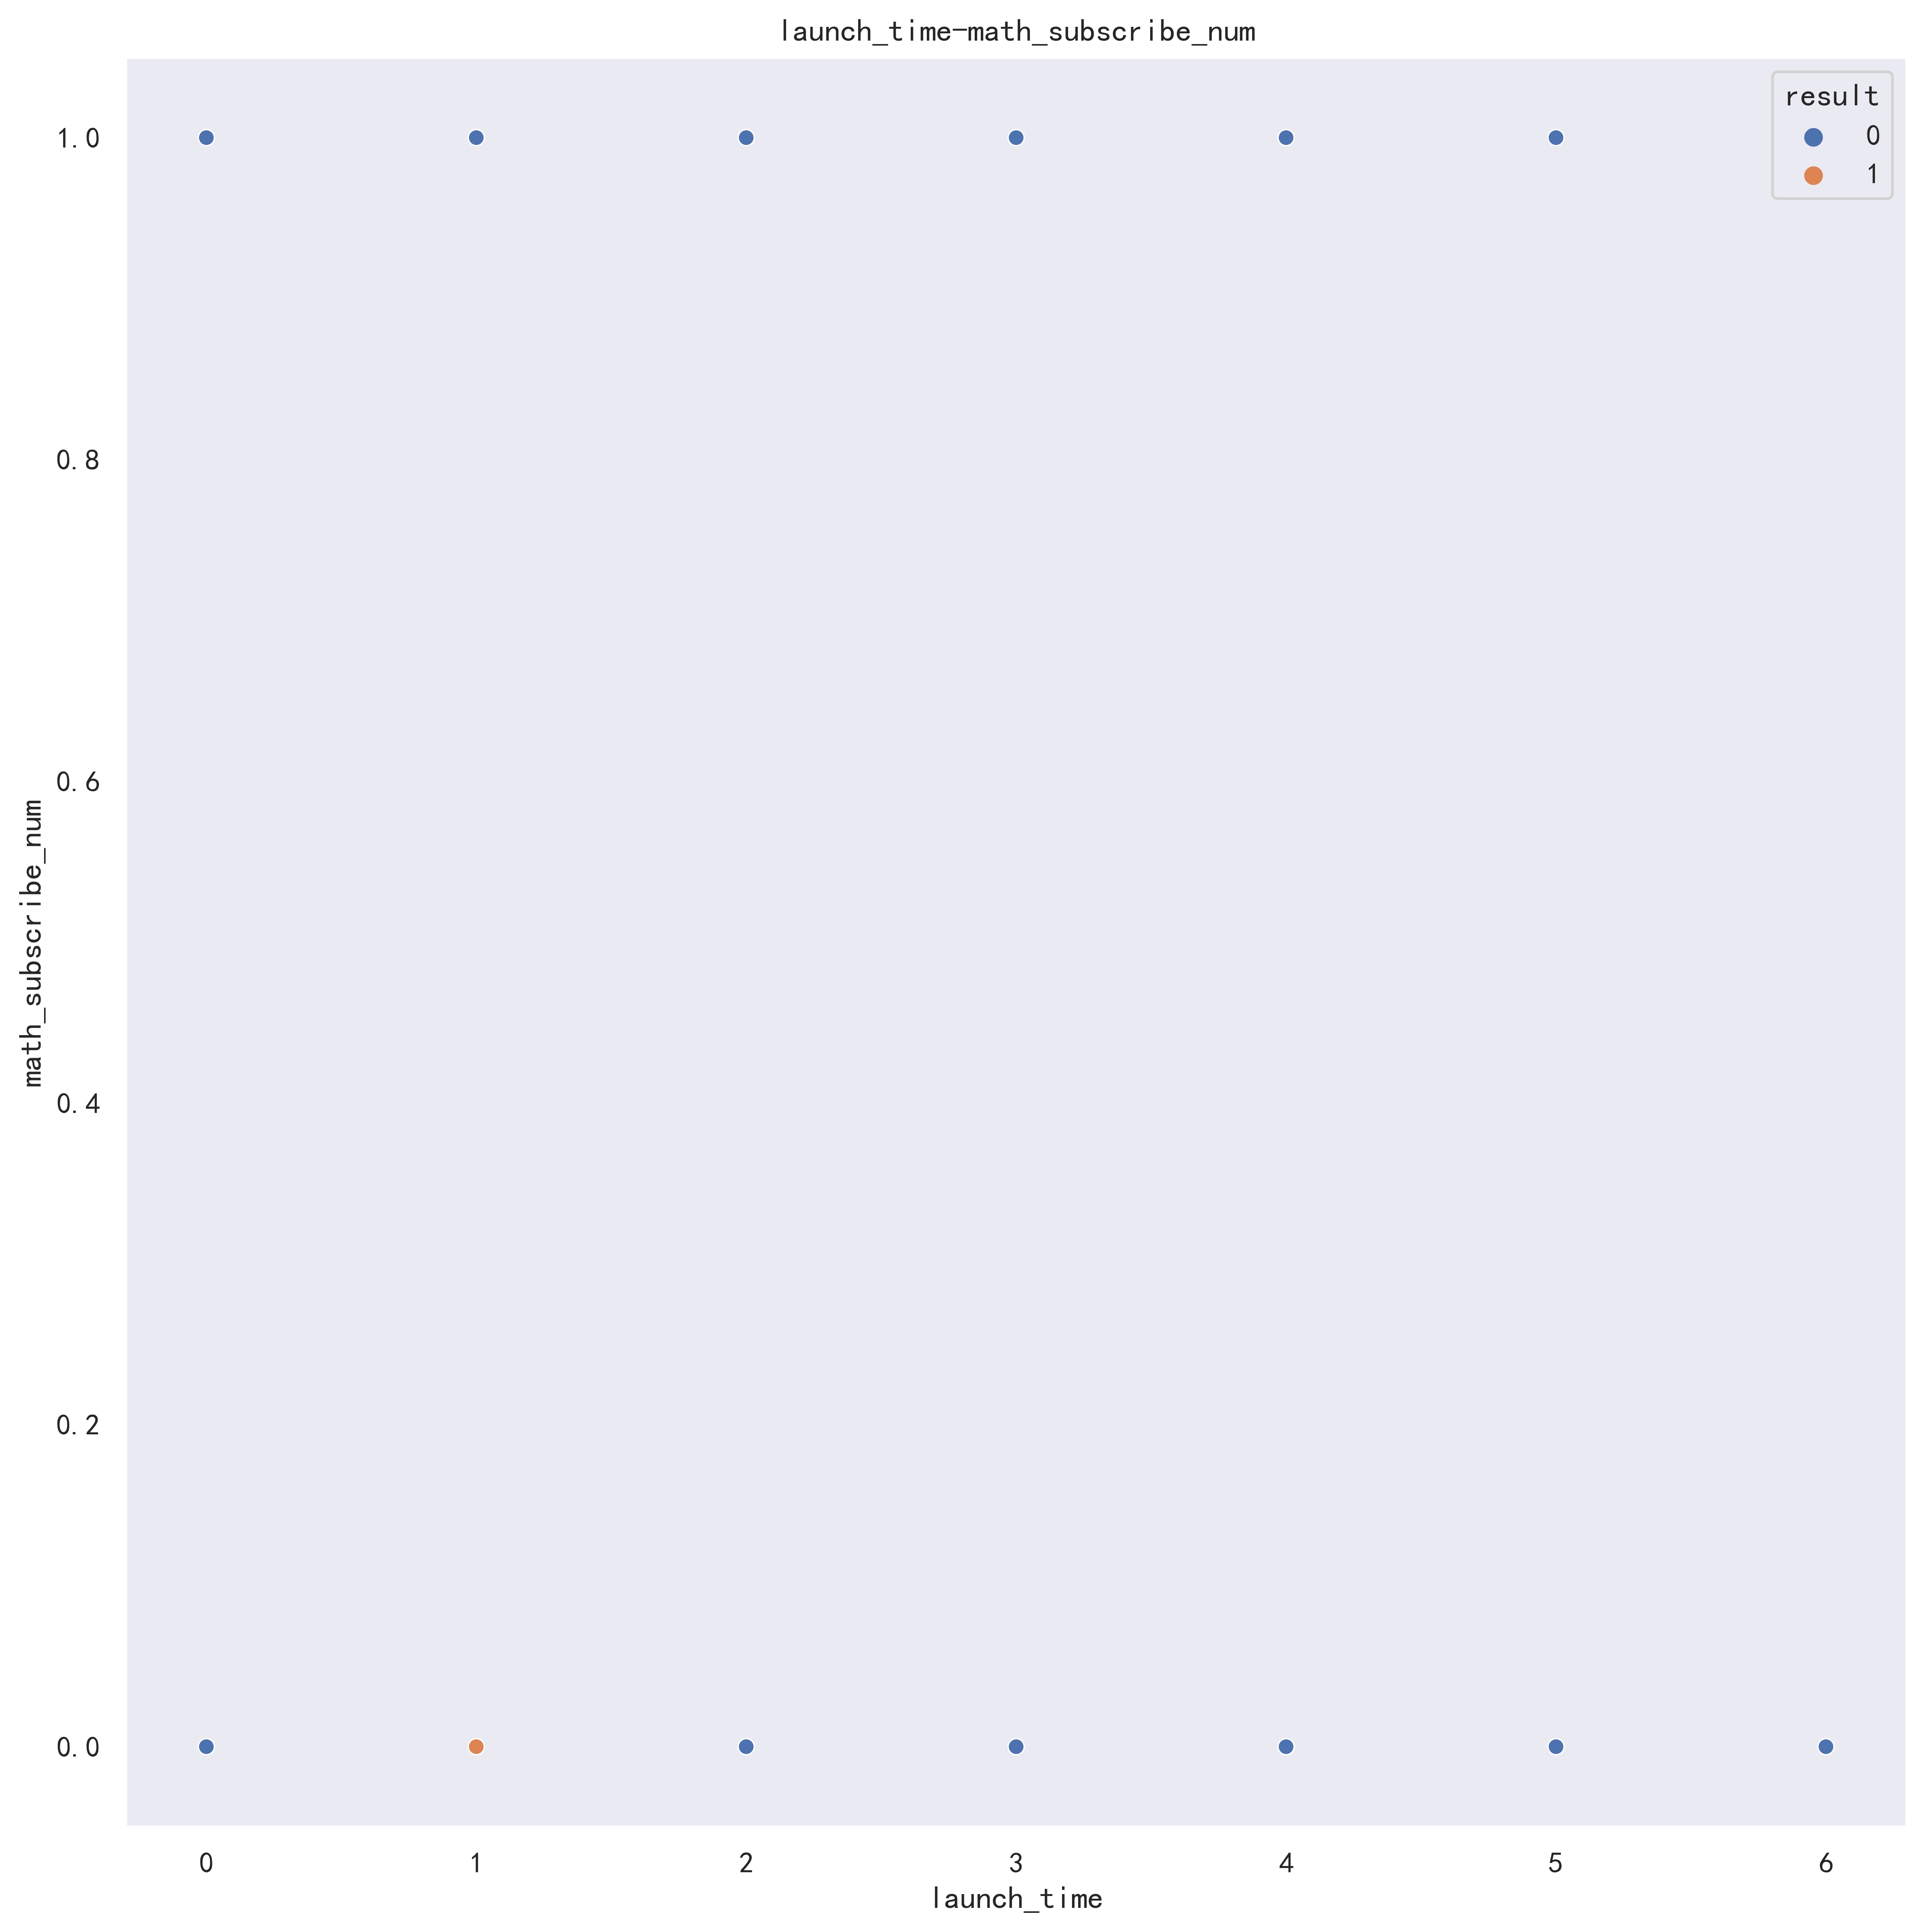 launch_time-math_subscribe_num
result
0
1
1.0
0.8
0.6
0.4
0.2
0.0
math_subscribe_num
0 1 2 3 4 5 6
launch_time